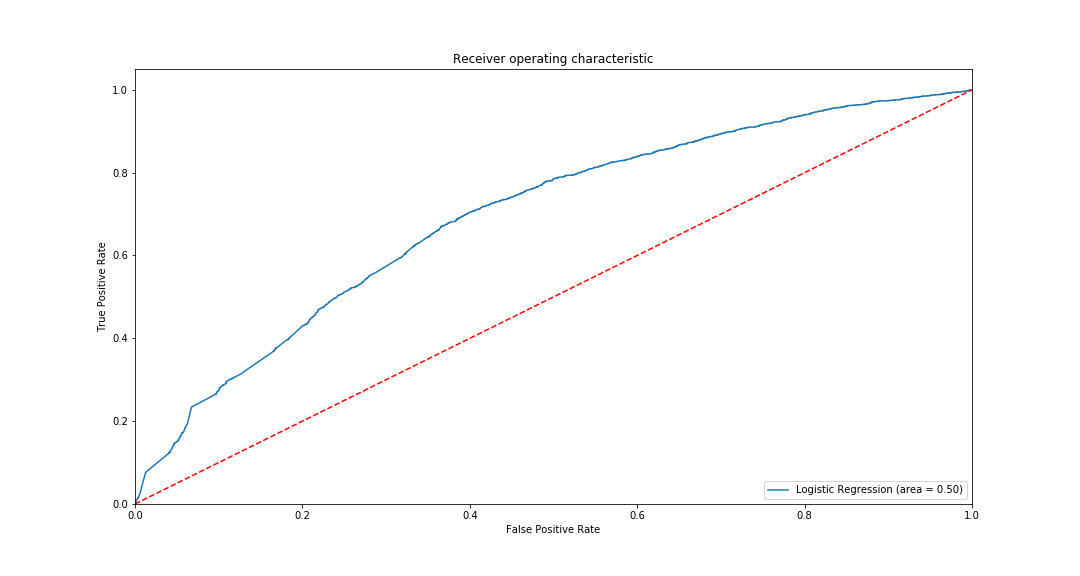 Receiver operating characteristic
True Positive Rate
1.0
0.8
0.6
0.4
0.2
0.0
Logistic Regression (area = 0.50)
0.0 0.2 0.4 0.6 0.8 1.0
False Positive Rate